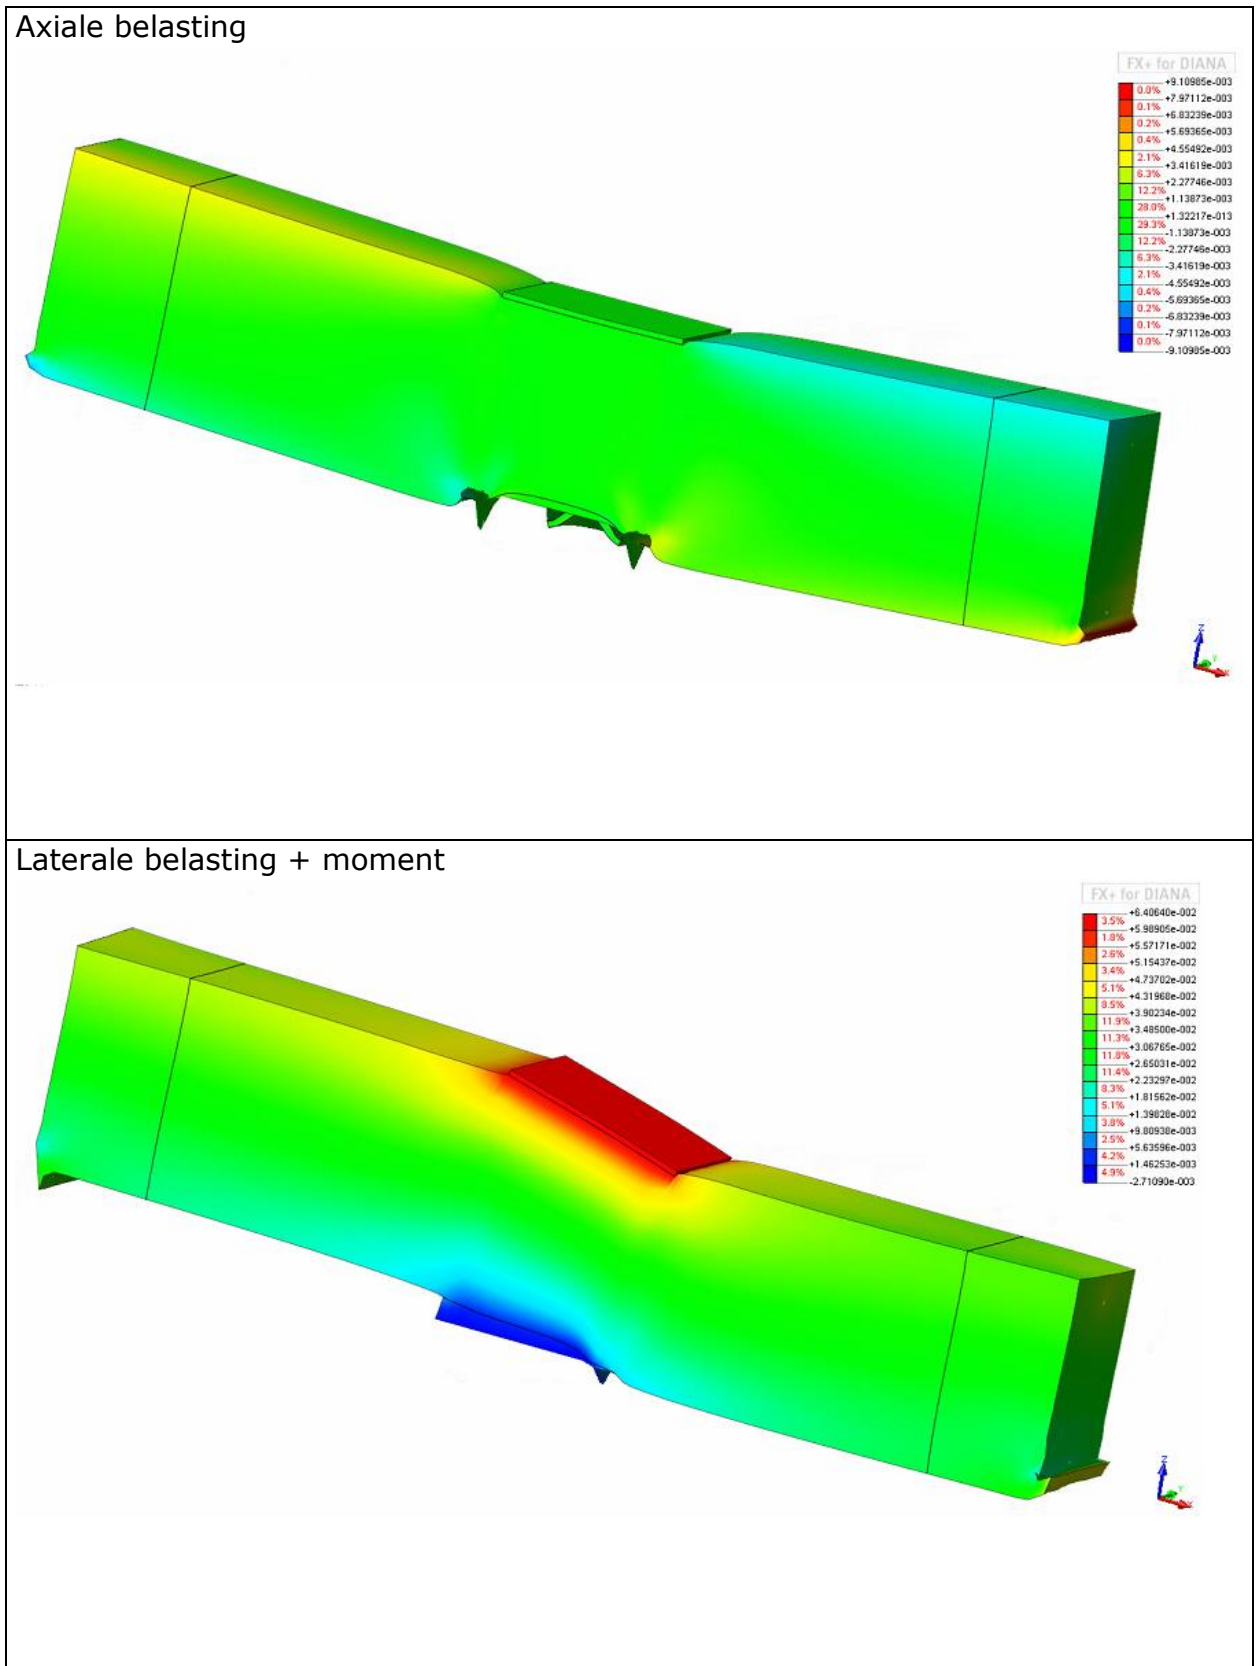 Axiale belasting
FX+ for DIANA
+9.10985e-003
0.0%
+7.97112e-003
0.1%
+6.83239e-003
0.2%
+5.69365e-003
0.4%
+4.55492e-003
2.1%
+3.41619e-003
6.3%
+2.27746e-003
12.2%
+1.13873e-003
28.0%
+1.32217e-013
29.3%
-1.13873e-003
12.2%
-2.27746e-003
6.3%
-3.41619e-003
2.1%
-4.55492e-003
0.4%
-5.69365e-003
0.2%
-6.83239e-003
0.1%
-7.97112e-003
0.0%
-9.10985e-003
Z
Y
X
Laterale belasting + moment
FX+ for DIANA
+6.40640e-002
3.5%
+5.98905e-002
1.8%
+5.57171e-002
2.6%
+5.15437e-002
3.4%
+4.73702e-002
5.1%
+4.31968e-002
8.5%
+3.90234e-002
11.9%
+3.48500e-002
11.3%
+3.06765e-002
11.8%
+2.65031e-002
11.4%
+2.23297e-002
8.3%
+1.81562e-002
5.1%
+1.39828e-002
3.8%
+9.80938e-003
2.5%
+5.63596e-003
4.2%
+1.46253e-003
4.9%
-2.71090e-003
Z
Y
X